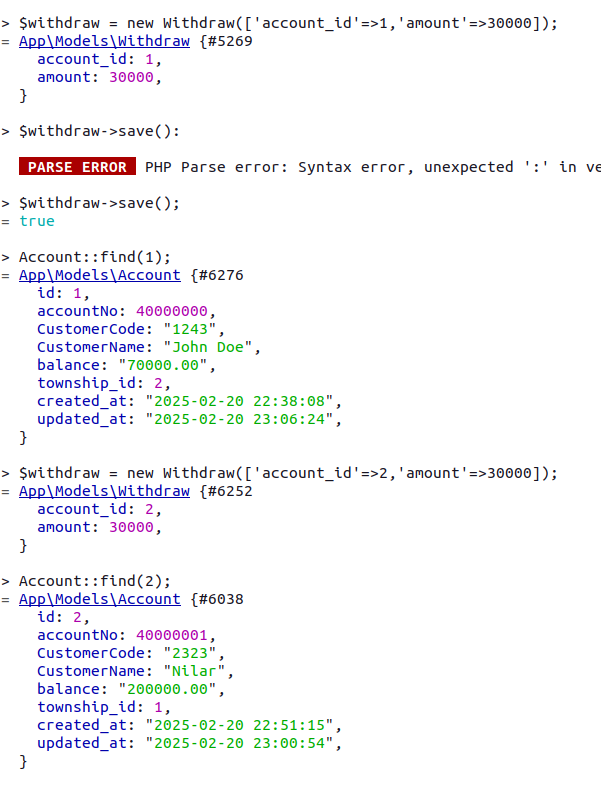 > $withdraw = new Withdraw(['account_id'=>1,'amount'=>30000]);
= App\Models\Withdraw {#5269
account_id: 1,
amount: 30000,
}
> $withdraw->save():
PARSE ERROR PHP Parse error: Syntax error, unexpected ':' in ve
> $withdraw->save();
= true
> Account::find(1);
= App\Models\Account {#6276
id: 1,
accountNo: 40000000,
CustomerCode: "1243",
CustomerName: "John Doe",
balance: "70000.00",
township_id: 2,
created_at: "2025-02-20 22:38:08",
updated_at: "2025-02-20 23:06:24",
}
> $withdraw = new Withdraw(['account_id'=>2,'amount'=>30000]);
= App\Models\Withdraw {#6252
account_id: 2,
amount: 30000,
}
> Account::find(2);
= App\Models\Account {#6038
id: 2,
accountNo: 40000001,
CustomerCode: "2323",
CustomerName: "Nilar",
balance: "200000.00",
township_id: 1,
created_at: "2025-02-20 22:51:15",
updated_at: "2025-02-20 23:00:54",
}